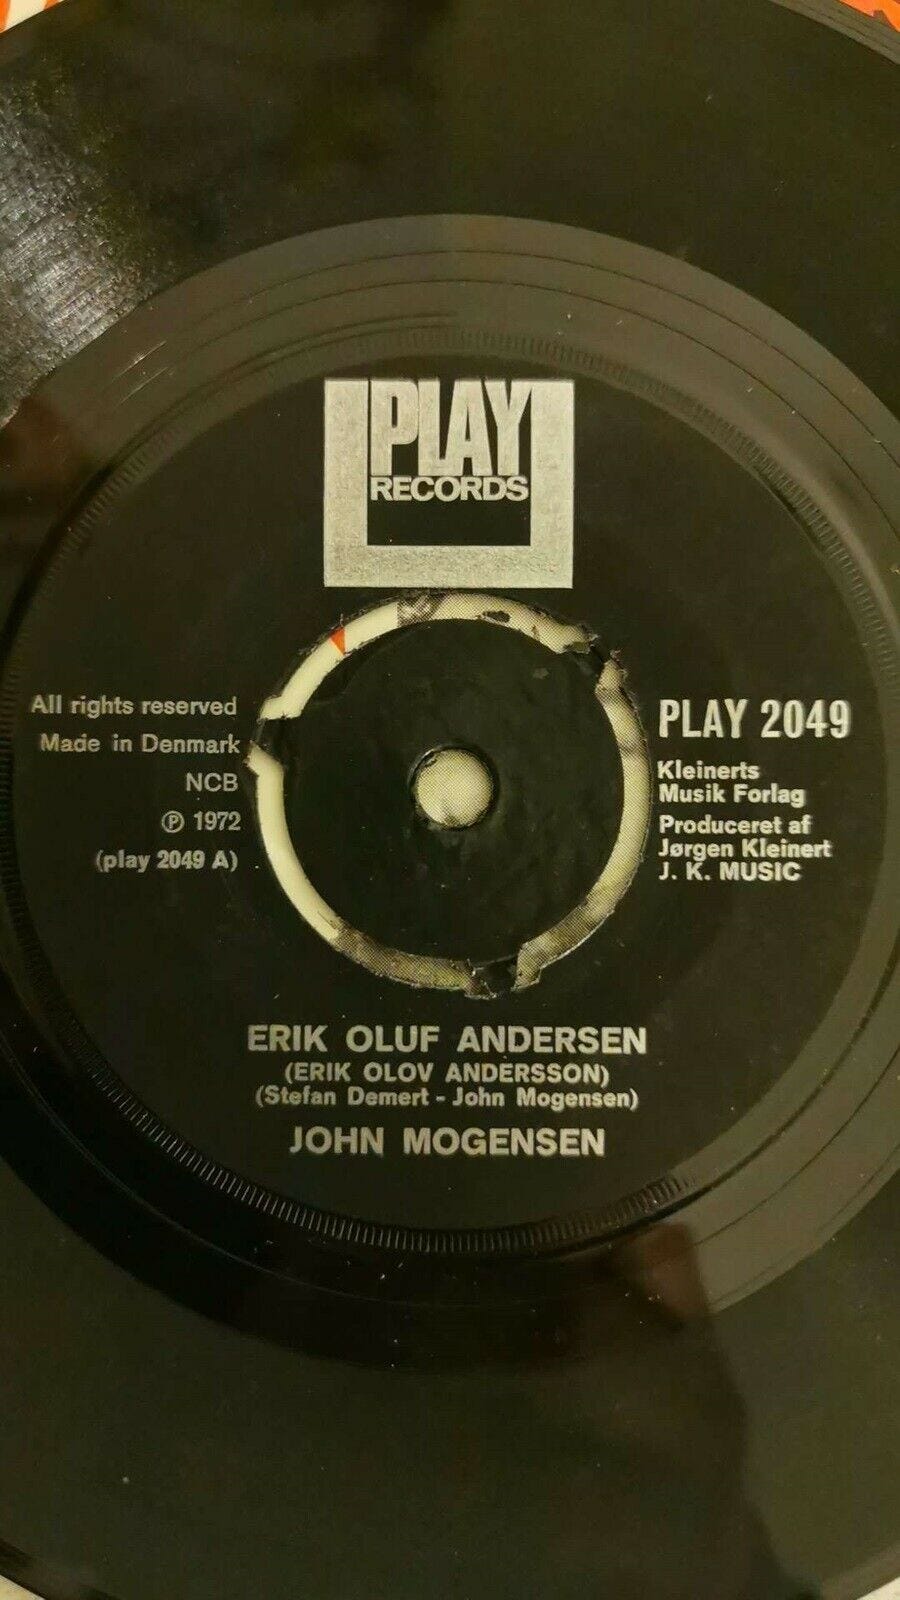 PLAY
RECORDS
All rights reserved
Made in Denmark
NCB
℗ 1972
(play 2049 A)
PLAY 2049
Kleinerts
Musik Forlag
Produceret af
Jørgen Kleinert
J. K. MUSIC
ERIK OLUF ANDERSEN
(ERIK OLOV ANDERSSON)
(Stefan Demert - John Mogensen)
JOHN MOGENSEN